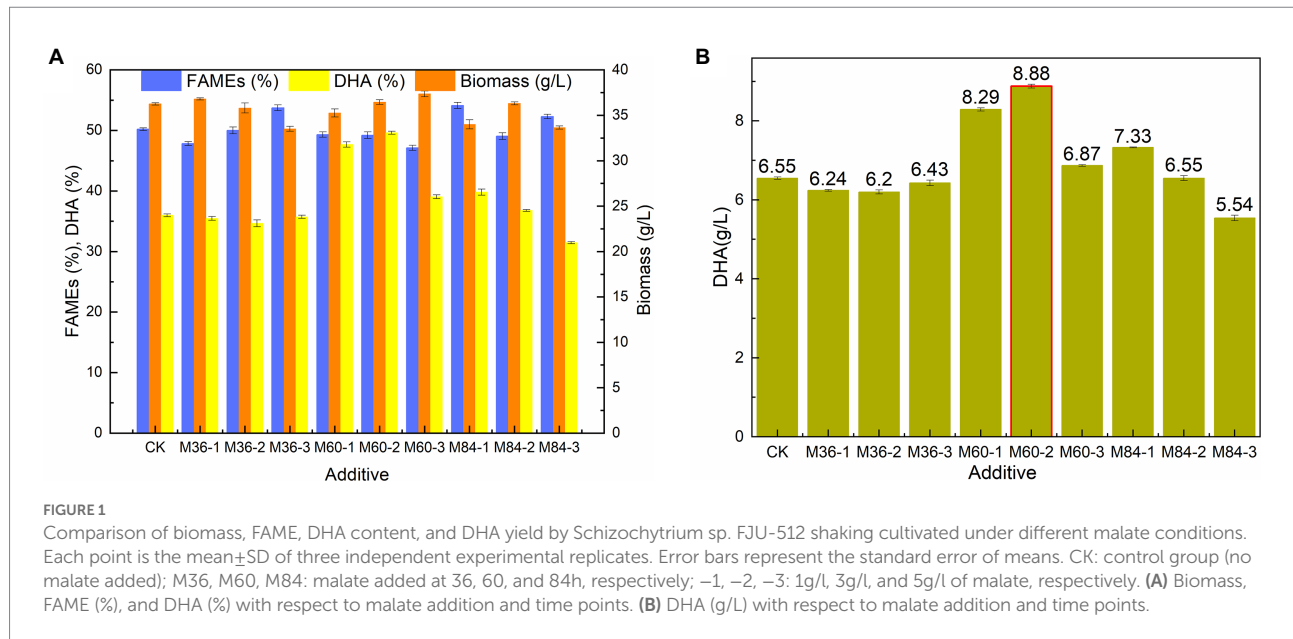 A
FAMEs (%) DHA (%) Biomass (g/L)
60
50
40
30
20
10
0
FAMEs (%), DHA (%)
40
35
30
25
20
15
10
5
0
Biomass (g/L)
CK M36-1 M36-2 M36-3 M60-1 M60-2 M60-3 M84-1 M84-2 M84-3
Additive
B
8
6
4
2
0
DHA(g/L)
6.55 6.24 6.2 6.43 8.29 8.88 6.87 7.33 6.55 5.54
CK M36-1 M36-2 M36-3 M60-1 M60-2 M60-3 M84-1 M84-2 M84-3
Additive
FIGURE 1
Comparison of biomass, FAME, DHA content, and DHA yield by Schizochytrium sp. FJU-512 shaking cultivated under different malate conditions.
Each point is the mean±SD of three independent experimental replicates. Error bars represent the standard error of means. CK: control group (no
malate added); M36, M60, M84: malate added at 36, 60, and 84h, respectively; –1, –2, –3: 1g/l, 3g/l, and 5g/l of malate, respectively. (A) Biomass,
FAME (%), and DHA (%) with respect to malate addition and time points. (B) DHA (g/L) with respect to malate addition and time points.